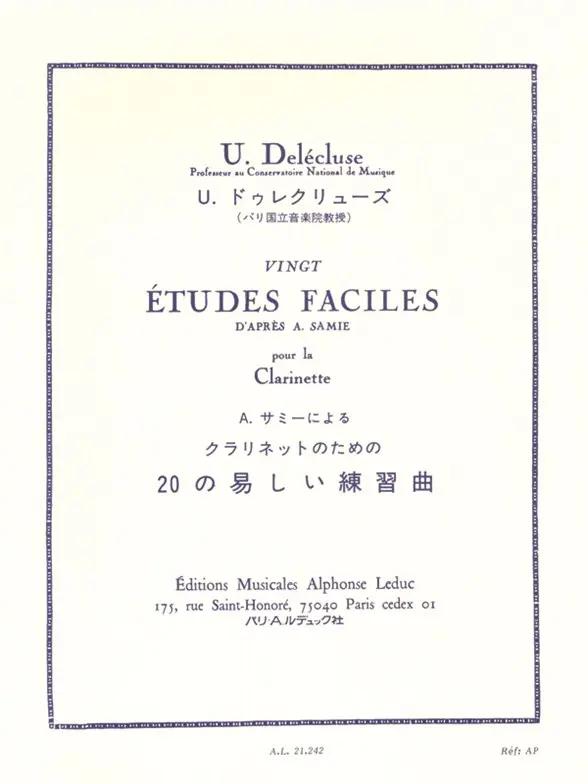 U. Delécluse
Professeur au Conservatoire National de Musique
U. ドゥレクリューズ
(パリ国立音楽院教授)
VINGT
ÉTUDES FACILES
D'APRÈS A. SAMIE
pour la
Clarinette
A. サミーによる
クラリネットのための
20の易しい練習曲
Éditions Musicales Alphonse Leduc
175, rue Saint-Honoré, 75040 Paris cedex 01
パリ・A.ルデュック社
A.L. 21.242
Réf: AP